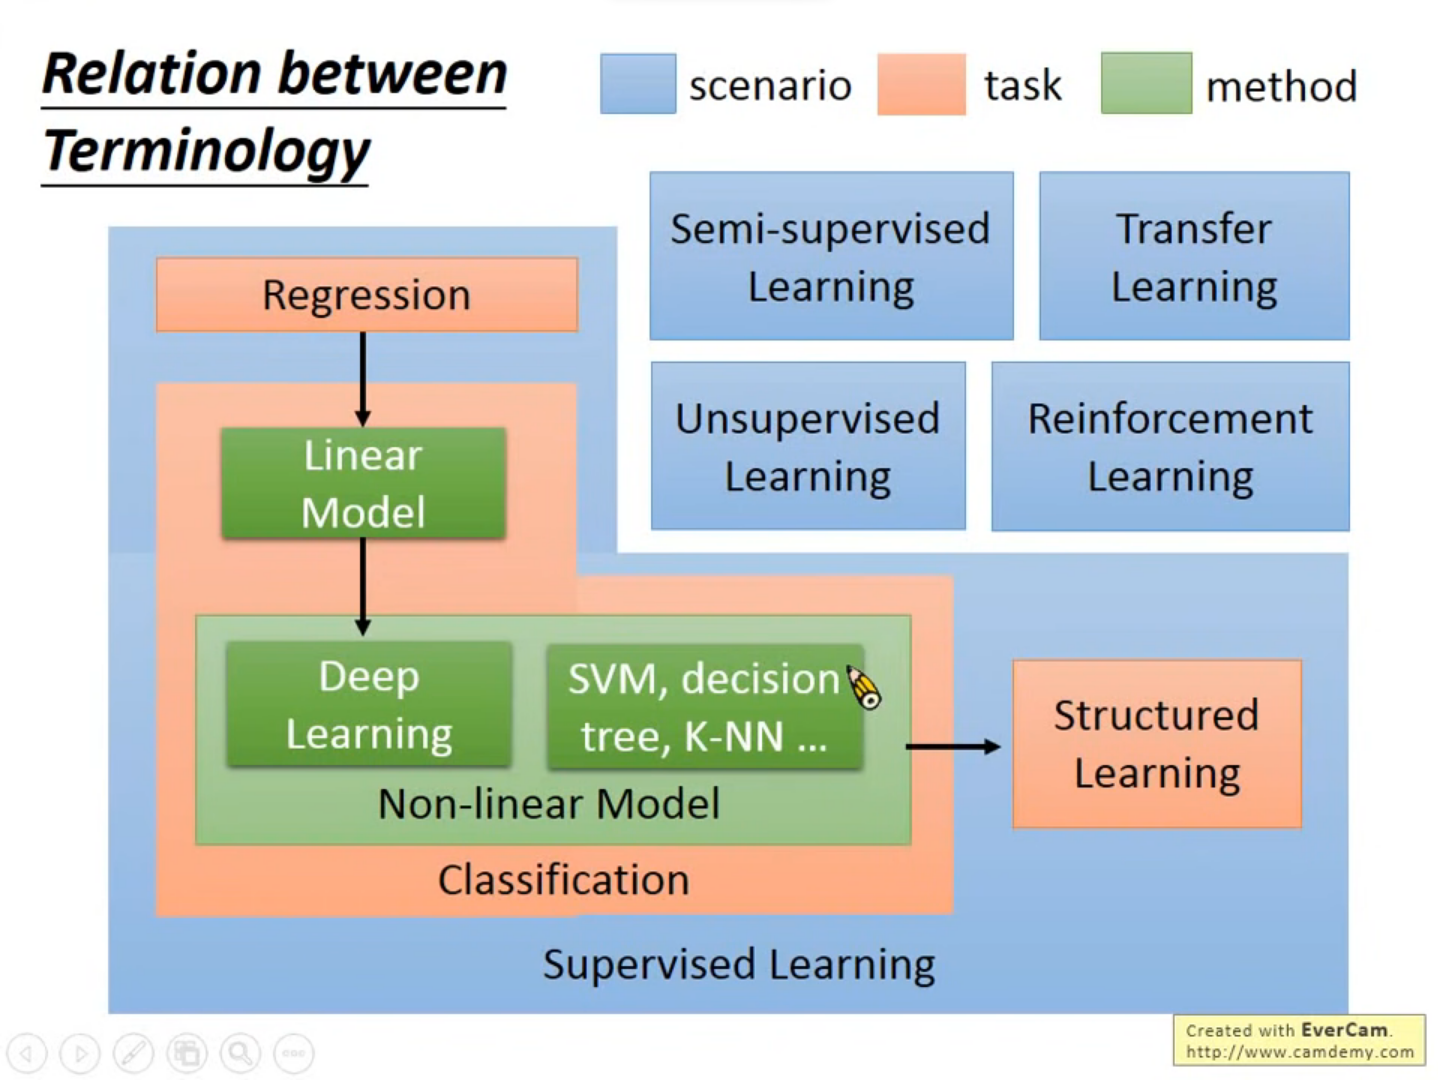 Relation between
Terminology
scenario
task
method
Semi-supervised
Learning
Transfer
Learning
Regression
Unsupervised
Learning
Reinforcement
Learning
Linear
Model
Deep
Learning
SVM, decision
tree, K-NN ...
Non-linear Model
Structured
Learning
Classification
Supervised Learning
Created with EverCam.
http://www.camdemy.com